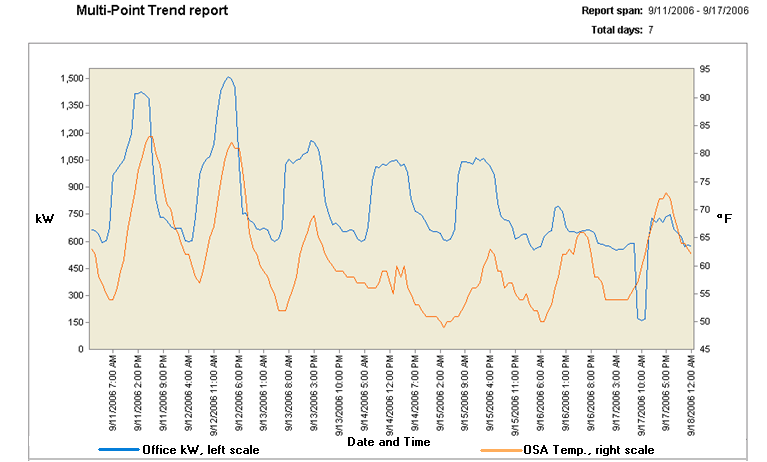 Multi-Point Trend report
Report span: 9/11/2006 - 9/17/2006
Total days: 7
1,500
1,350
1,200
1,050
900
750
600
450
300
150
0
kW
95
90
85
80
75
70
65
60
55
50
45
°F
9/11/2006 7:00 AM
9/11/2006 2:00 PM
9/11/2006 9:00 PM
9/12/2006 4:00 AM
9/12/2006 11:00 AM
9/12/2006 6:00 PM
9/13/2006 1:00 AM
9/13/2006 8:00 AM
9/13/2006 3:00 PM
9/13/2006 10:00 PM
9/14/2006 5:00 AM
9/14/2006 12:00 PM
9/14/2006 7:00 PM
9/15/2006 2:00 AM
9/15/2006 9:00 AM
9/15/2006 4:00 PM
9/15/2006 11:00 PM
9/16/2006 6:00 AM
9/16/2006 1:00 PM
9/16/2006 8:00 PM
9/17/2006 3:00 AM
9/17/2006 10:00 AM
9/17/2006 5:00 PM
9/18/2006 12:00 AM
Date and Time
Office kW, left scale
OSA Temp., right scale